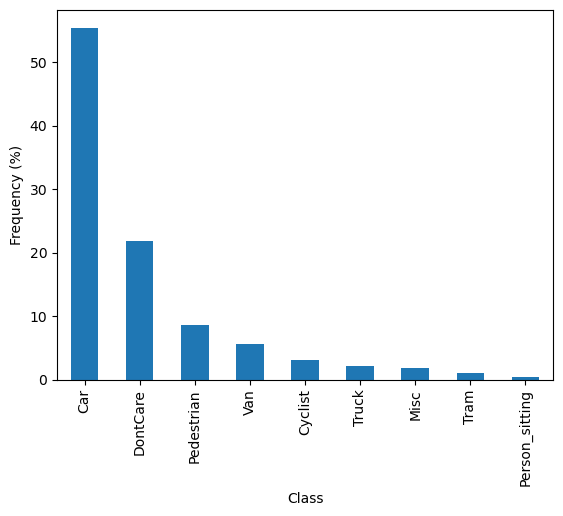 50
40
30
20
10
0
Frequency (%)
Car
DontCare
Pedestrian
Van
Cyclist
Truck
Misc
Tram
Person_sitting
Class